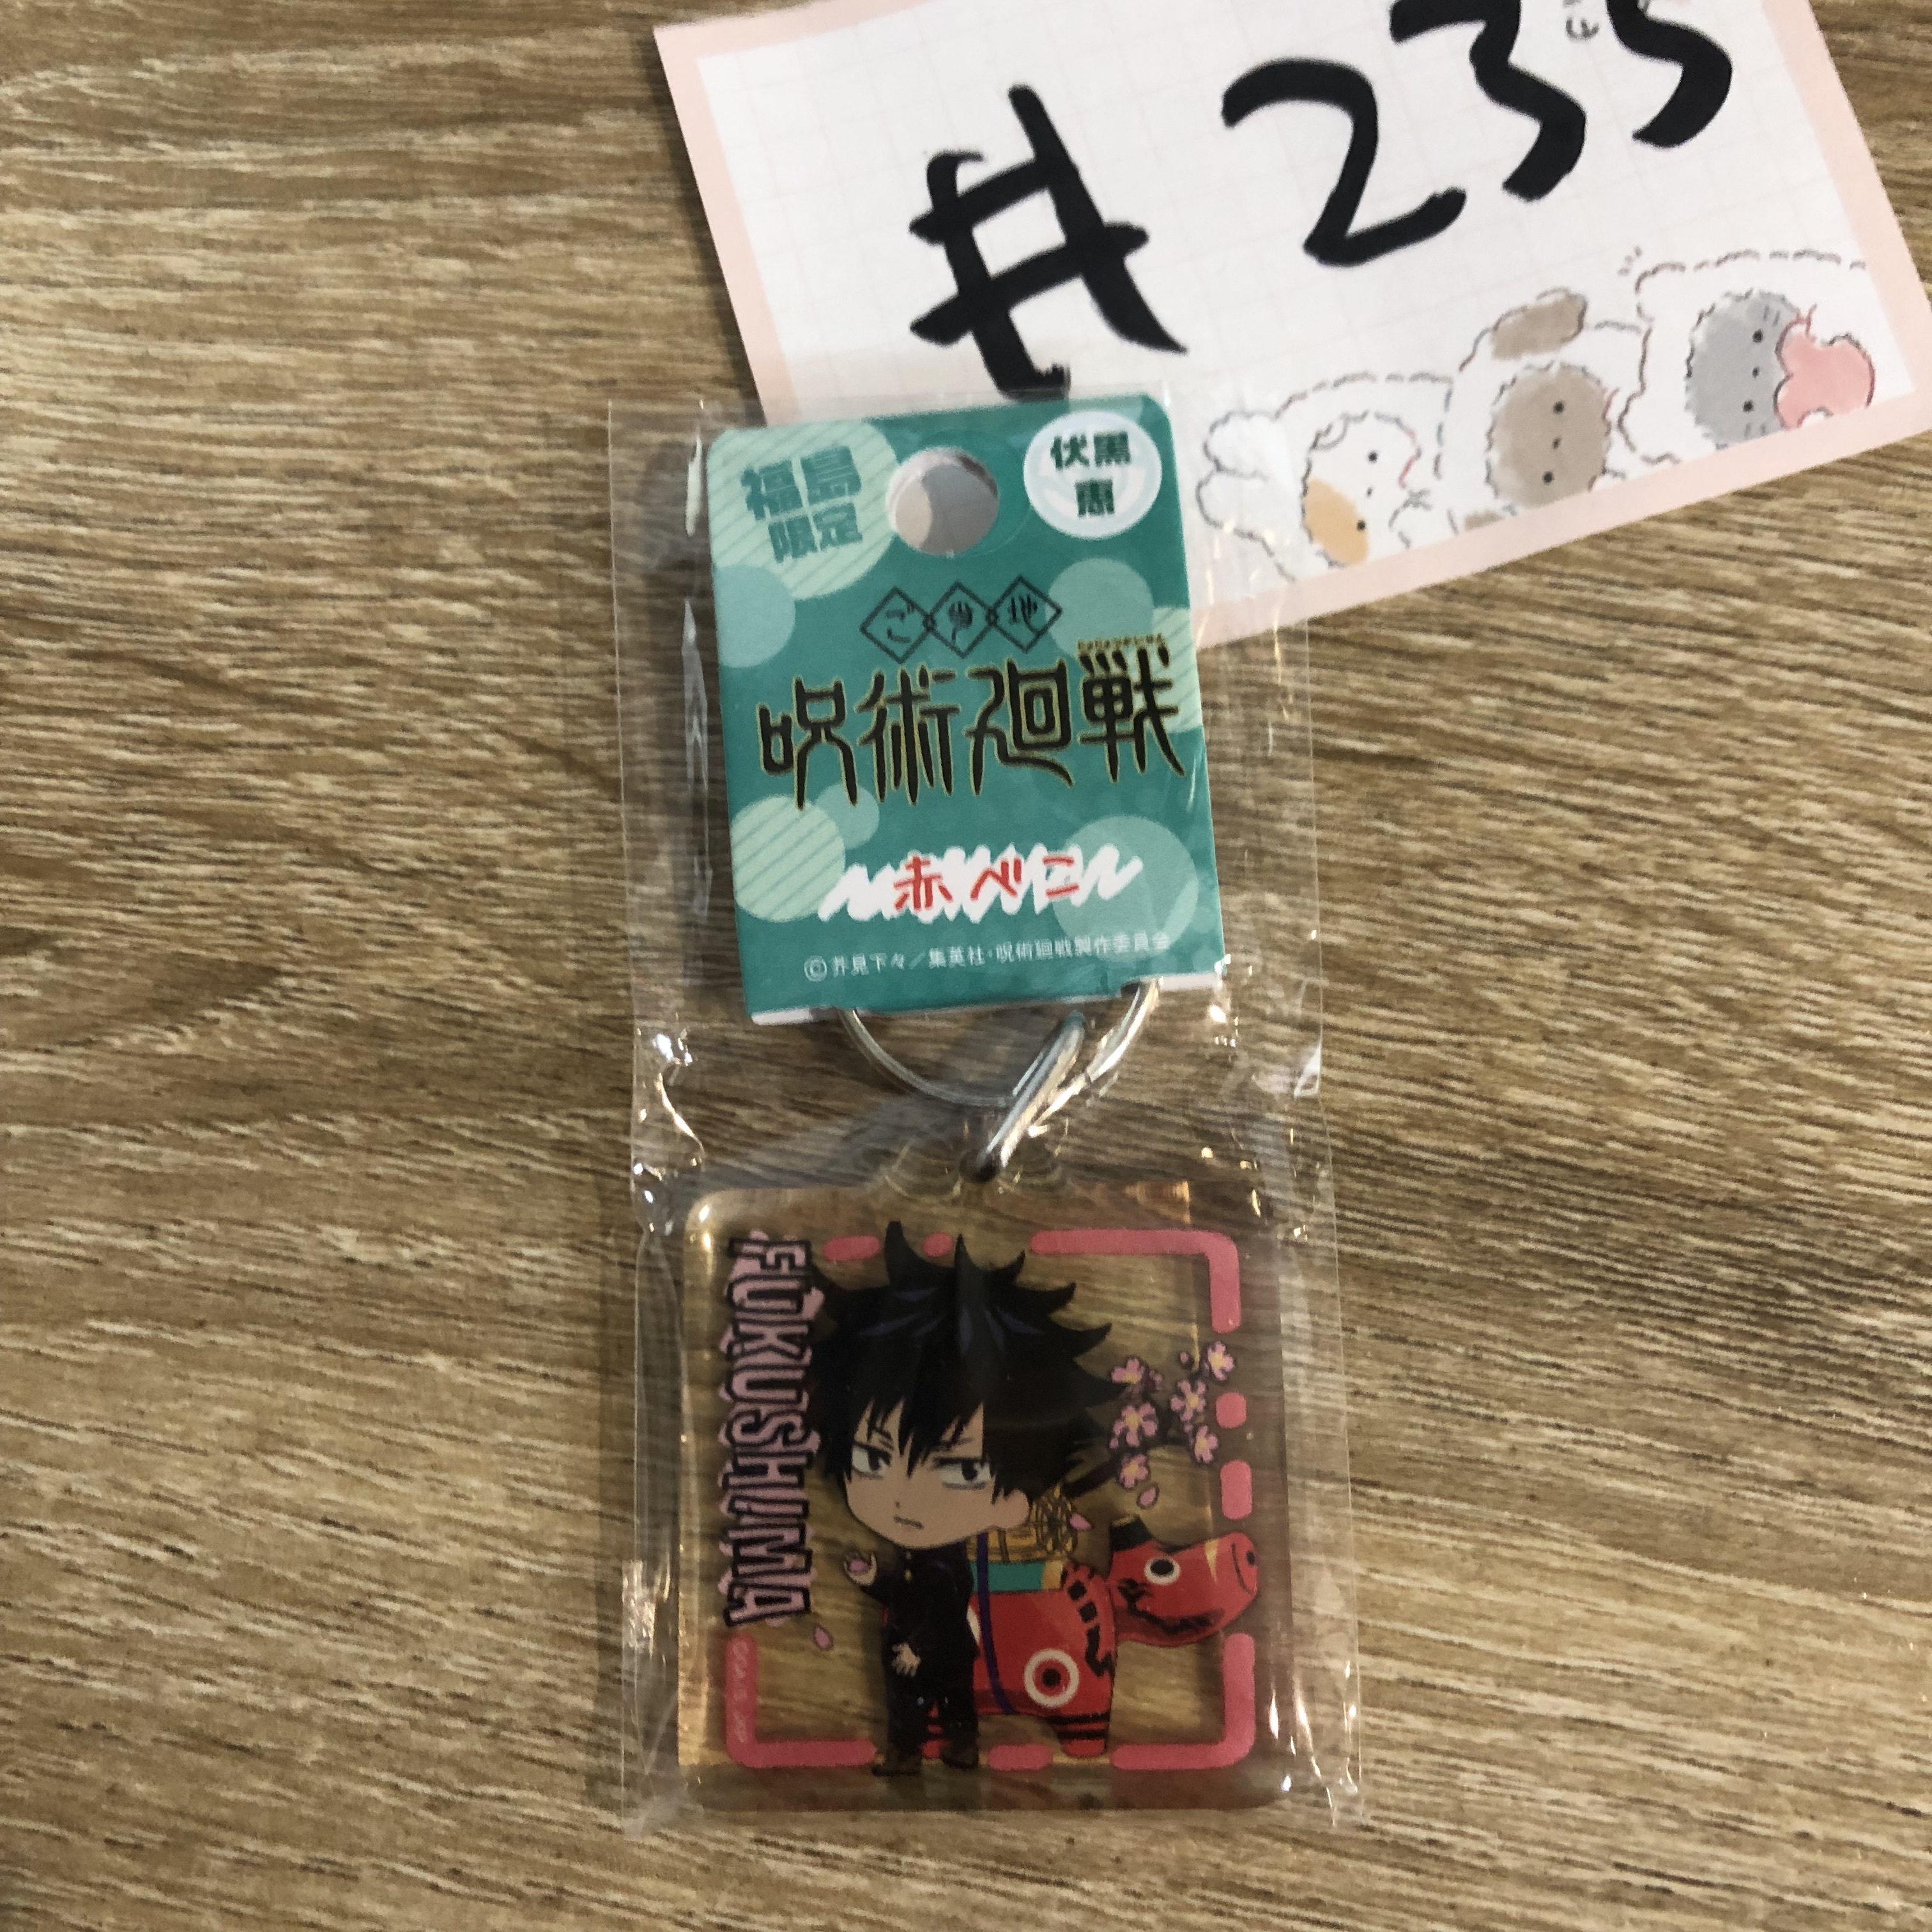 #235
福島
限定
伏黒
恵
ご当地
じゅじゅつかいせん
呪術廻戦
赤べこ
©芥見下々／集英社・呪術廻戦製作委員会
FUKUSHIMA